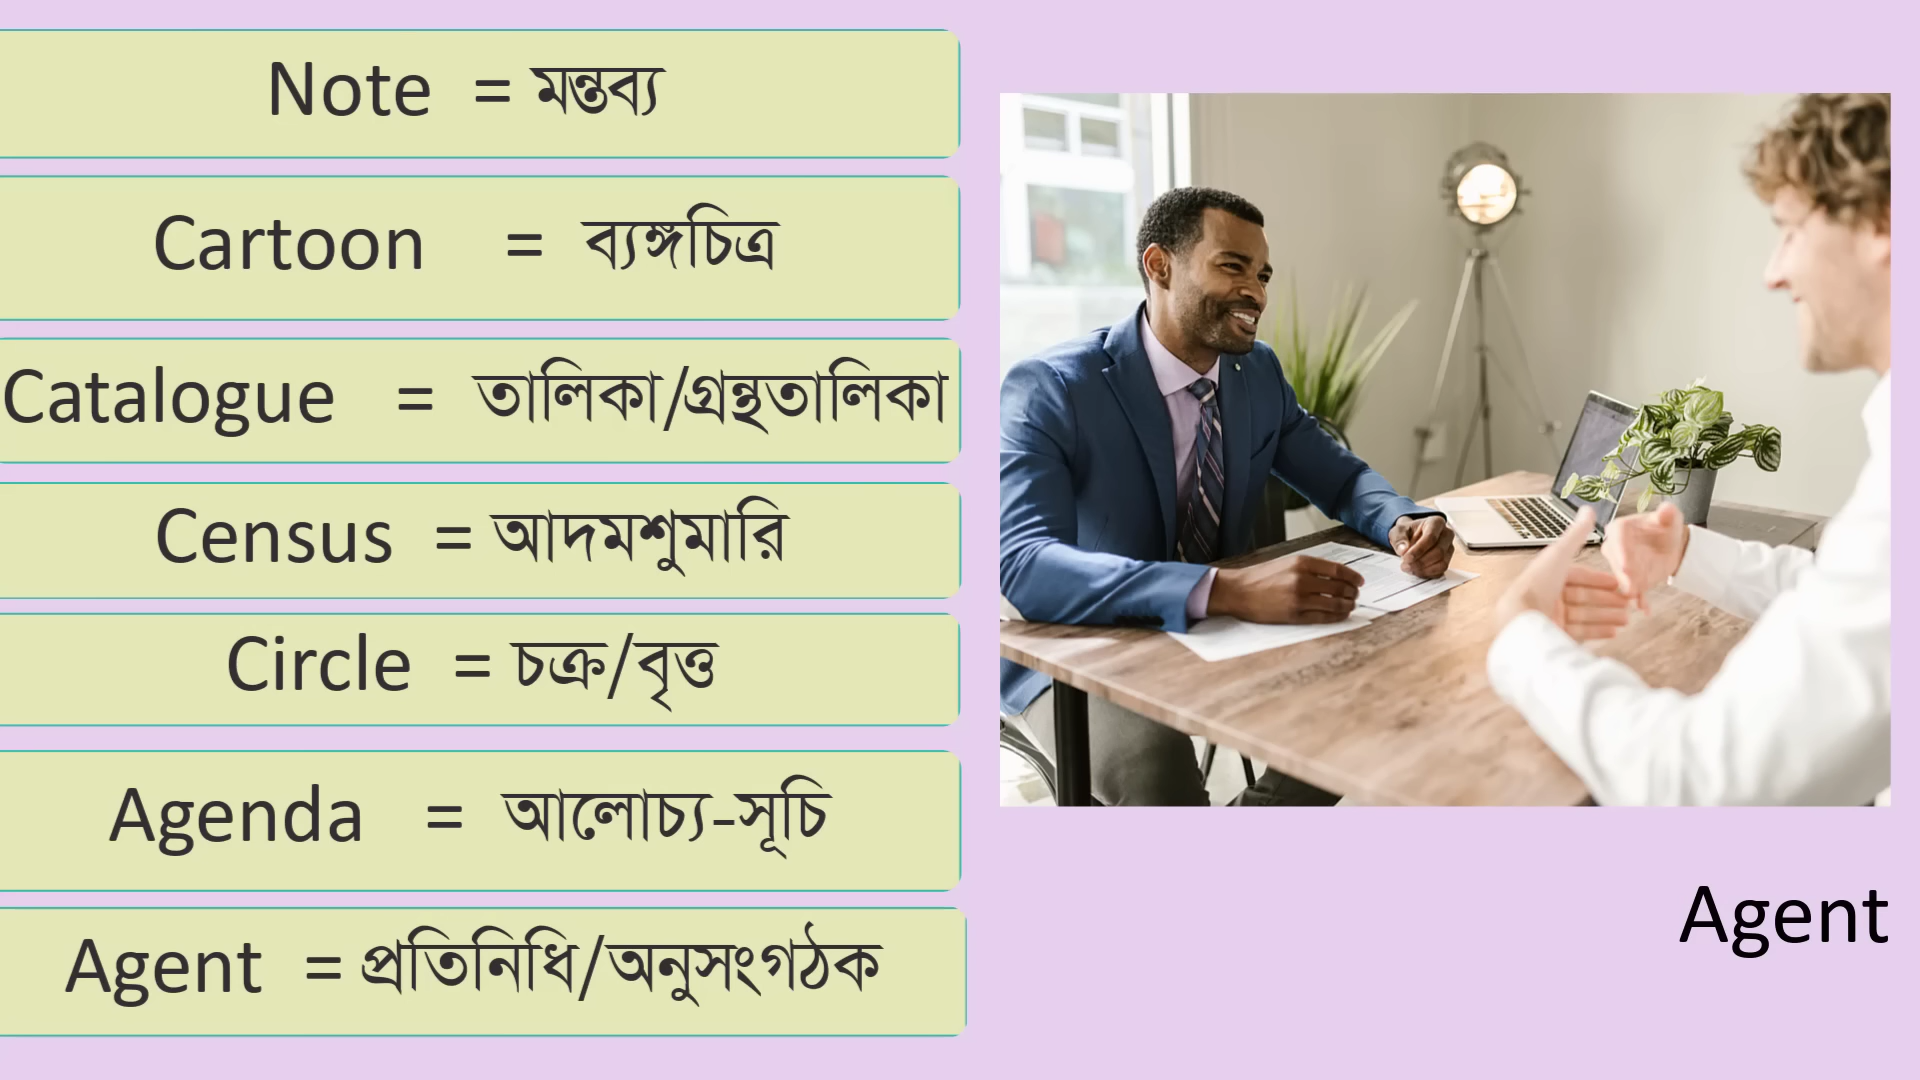 Note = মন্তব্য
Cartoon = ব্যঙ্গচিত্র
Catalogue = তালিকা/গ্রন্থতালিকা
Census = আদমশুমারি
Circle = চক্র/বৃত্ত
Agenda = আলোচ্য-সূচি
Agent = প্রতিনিধি/অনুসংগঠক
Agent